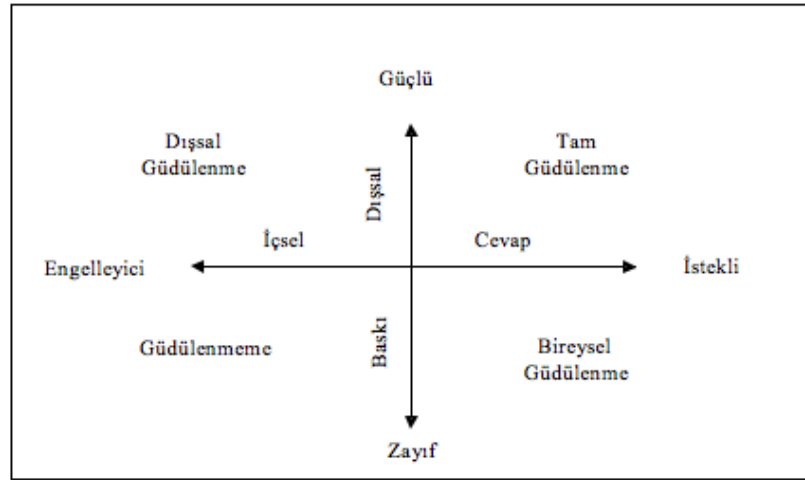 Güçlü
Dışsal
Güdülenme
Tam
Güdülenme
Dışsal
İçsel
Cevap
Engelleyici
İstekli
Güdülenmeme
Baskı
Bireysel
Güdülenme
Zayıf